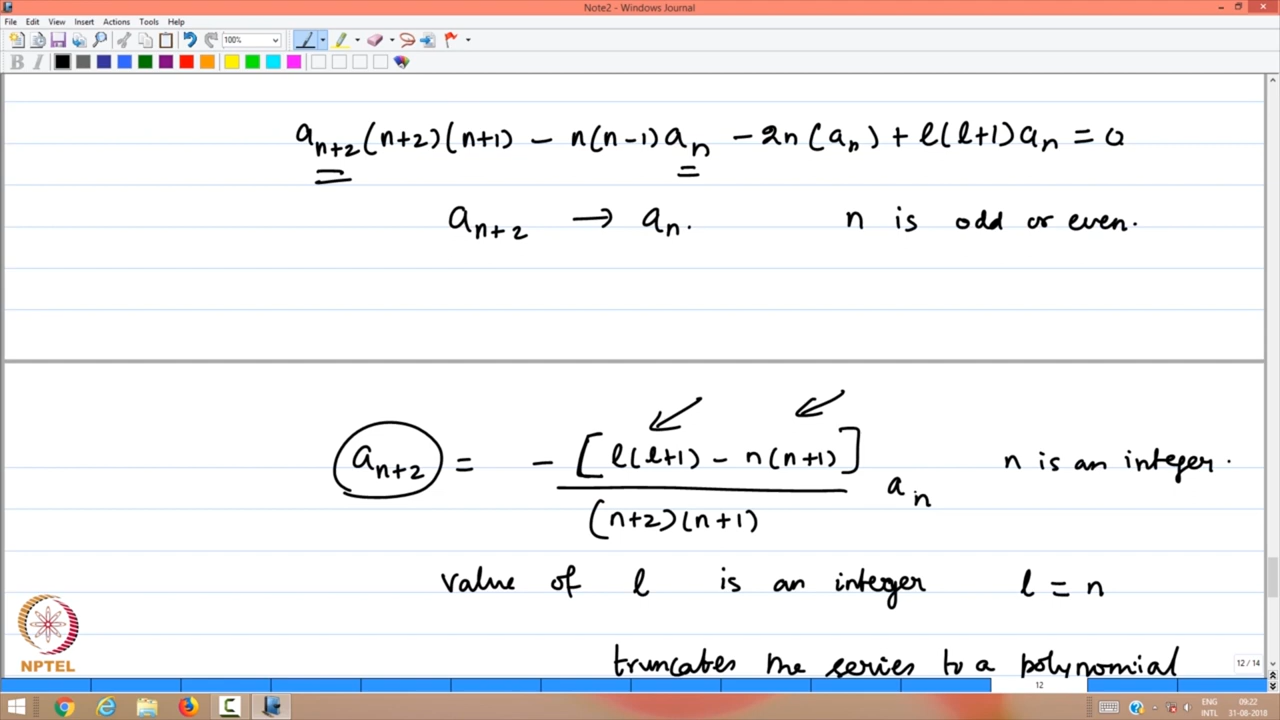 Note2 - Windows Journal
File Edit View Insert Actions Tools Help
100%
B I
a_{n+2}(n+2)(n+1) - n(n-1)a_n - 2n(a_n) + l(l+1)a_n = 0
a_{n+2} → a_n. n is odd or even.
a_{n+2} = - [l(l+1) - n(n+1)] / (n+2)(n+1) a_n n is an integer.
value of l is an integer l = n
truncates the series to a polynomial
NPTEL
12 / 14
12
ENG 09:22
INTL 31-08-2018